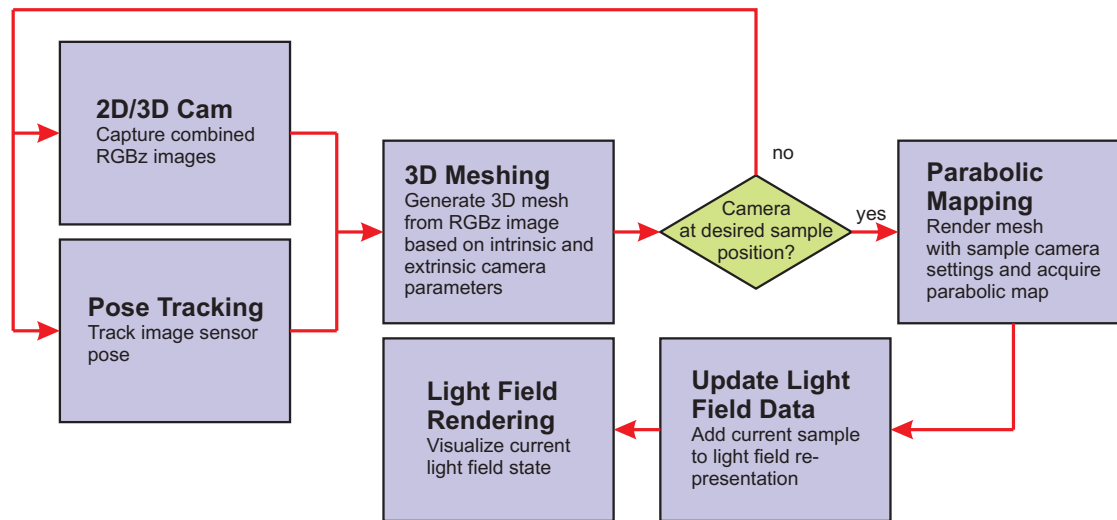 2D/3D Cam
Capture combined
RGBz images
Pose Tracking
Track image sensor
pose
3D Meshing
Generate 3D mesh
from RGBz image
based on intrinsic and
extrinsic camera
parameters
no
Camera
at desired sample
position?
yes
Parabolic
Mapping
Render mesh
with sample camera
settings and acquire
parabolic map
Update Light
Field Data
Add current sample
to light field re-
presentation
Light Field
Rendering
Visualize current
light field state